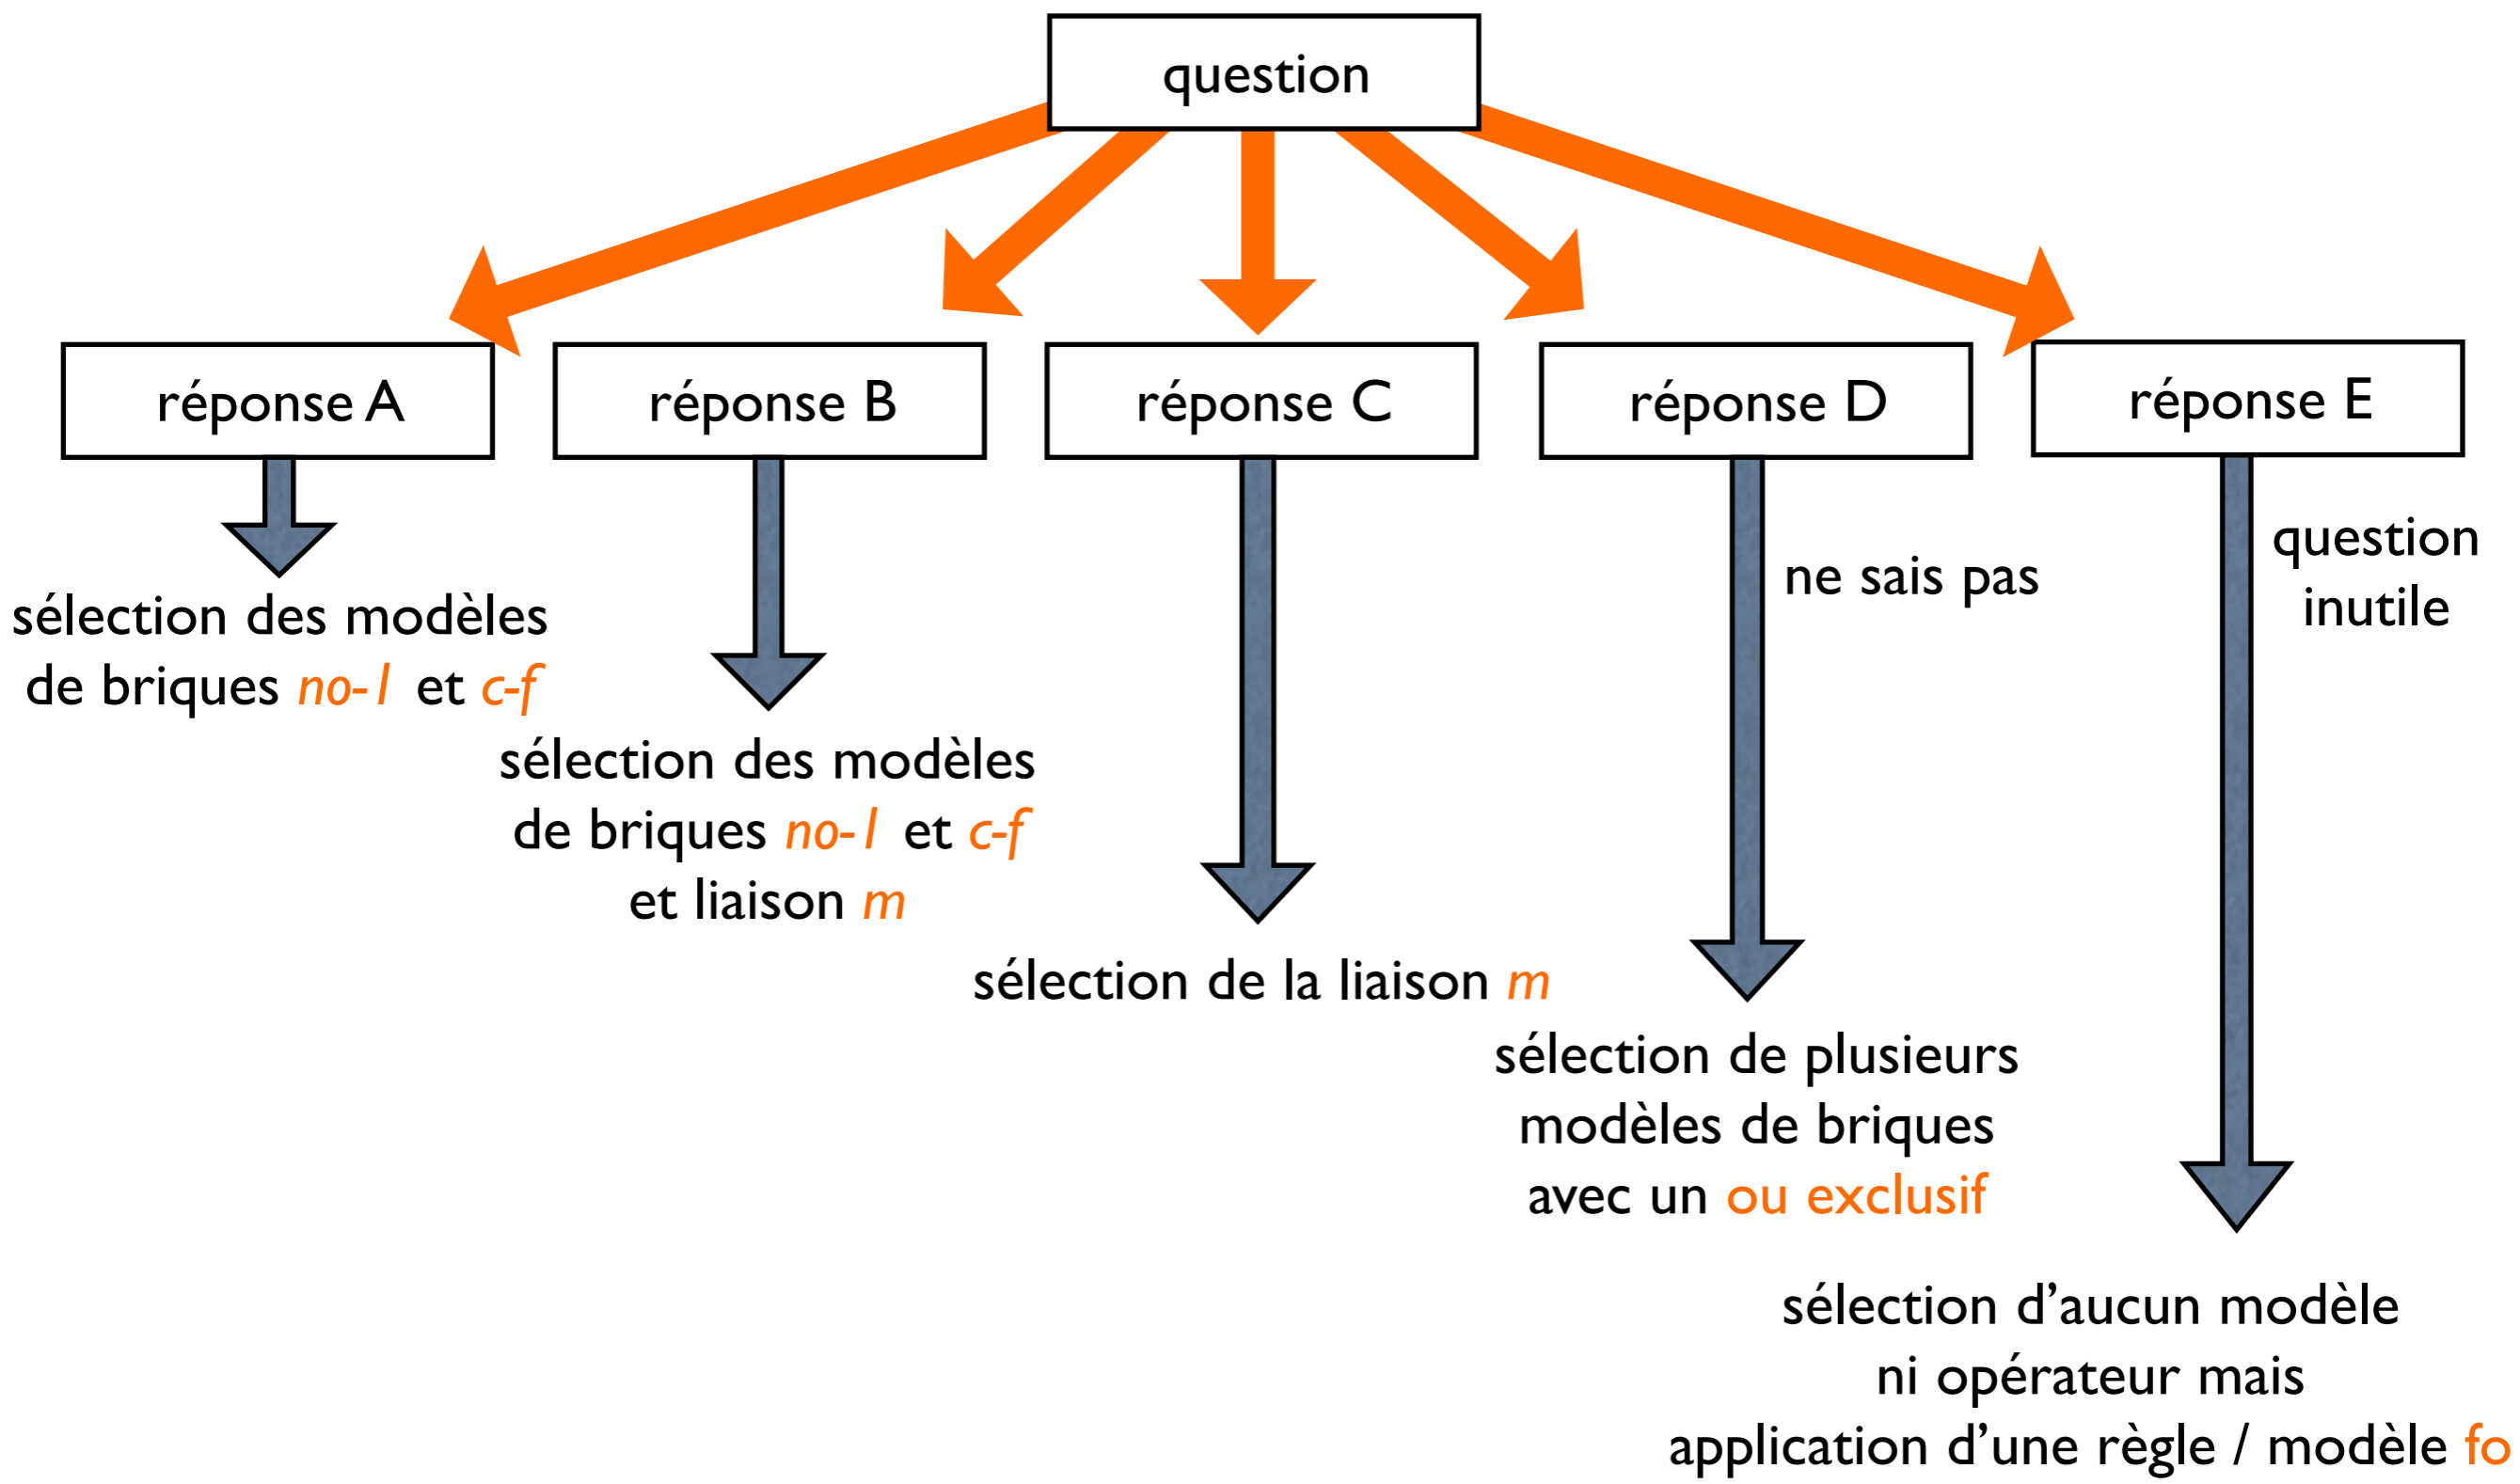 question
réponse A
réponse B
réponse C
réponse D
réponse E
sélection des modèles
de briques no-1 et c-f
sélection des modèles
de briques no-1 et c-f
et liaison m
sélection de la liaison m
ne sais pas
sélection de plusieurs
modèles de briques
avec un ou exclusif
question
inutile
sélection d’aucun modèle
ni opérateur mais
application d’une règle / modèle fo